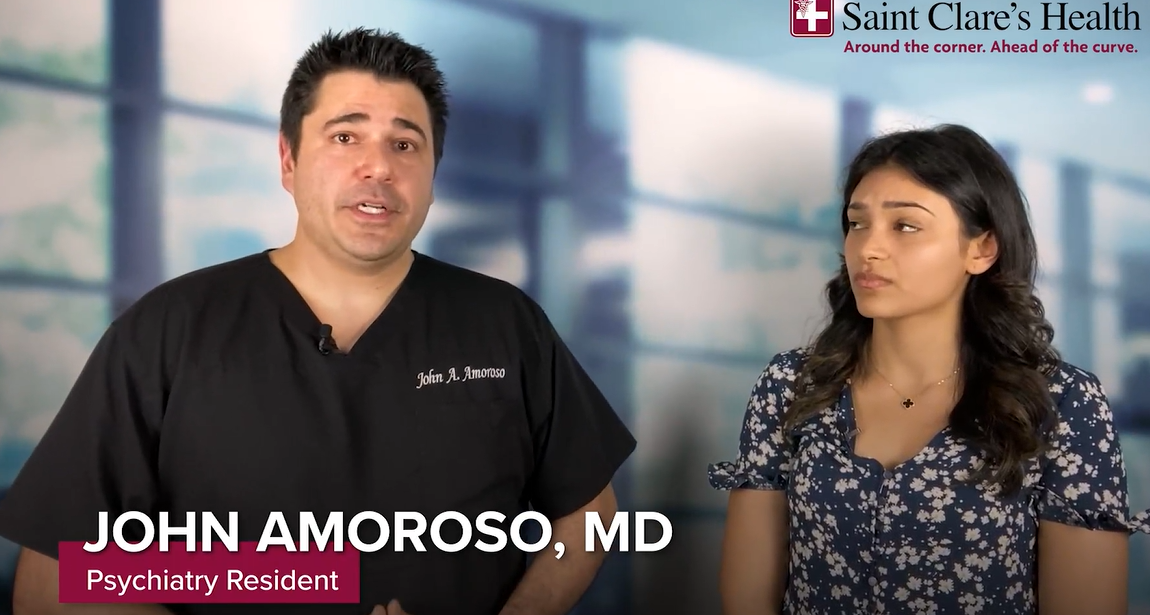 Saint Clare's Health
Around the corner. Ahead of the curve.
John A. Amoroso
JOHN AMOROSO, MD
Psychiatry Resident